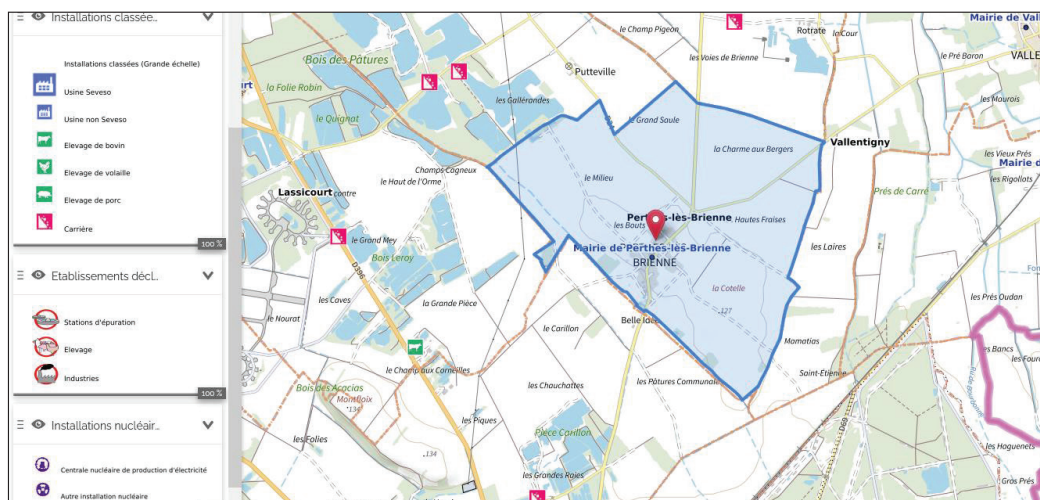 Installations classée..
Installations classées (Grande échelle)
Usine Seveso
Usine non Seveso
Elevage de bovin
Elevage de volaille
Elevage de porc
Carrière
100 %
Etablissements décl..
Stations d'épuration
Elevage
Industries
100 %
Installations nucléair..
Centrale nucléaire de production d'électricité
Autre installation nucléaire
le Champ Pigeon
Rotrate
la Cour
Mairie de Val
VALLE
Bois des Pâtures
Putteville
les Voies de Brienne
le Pré Baron
la Folie Robin
urt
les Gallérandes
les Maurois
le Quignat
le Grand Saule
la Charme aux Bergers
Vallentigny
les Vieux Prés
Mairie d
Champs Cagneux
le Haut de l'Orme
le Milieu
les Rigollots
Lassicourt
contre
Prés de Carré
les Bouts
Perthes-lès-Brienne
Hautes Fraises
le Grand Mey
Mairie de Perthes-lès-Brienne
BRIENNE
les Laires
Bois Leroy
D396
les Caves
la Grande Pièce
la Cotelle
127
les Prés Oudan
le Nourat
le Carillon
Belle Idée
Mamatias
les Bancs
le Champ aux Corneilles
Saint-Etienne
les Chauchattes
les Pâtures Communales
Bois des Acacias
Montfloix
134
les Piques
D69
les Folies
Pièce Carillon
134
les Haguenets
les Grandes Raies
Gros Prés